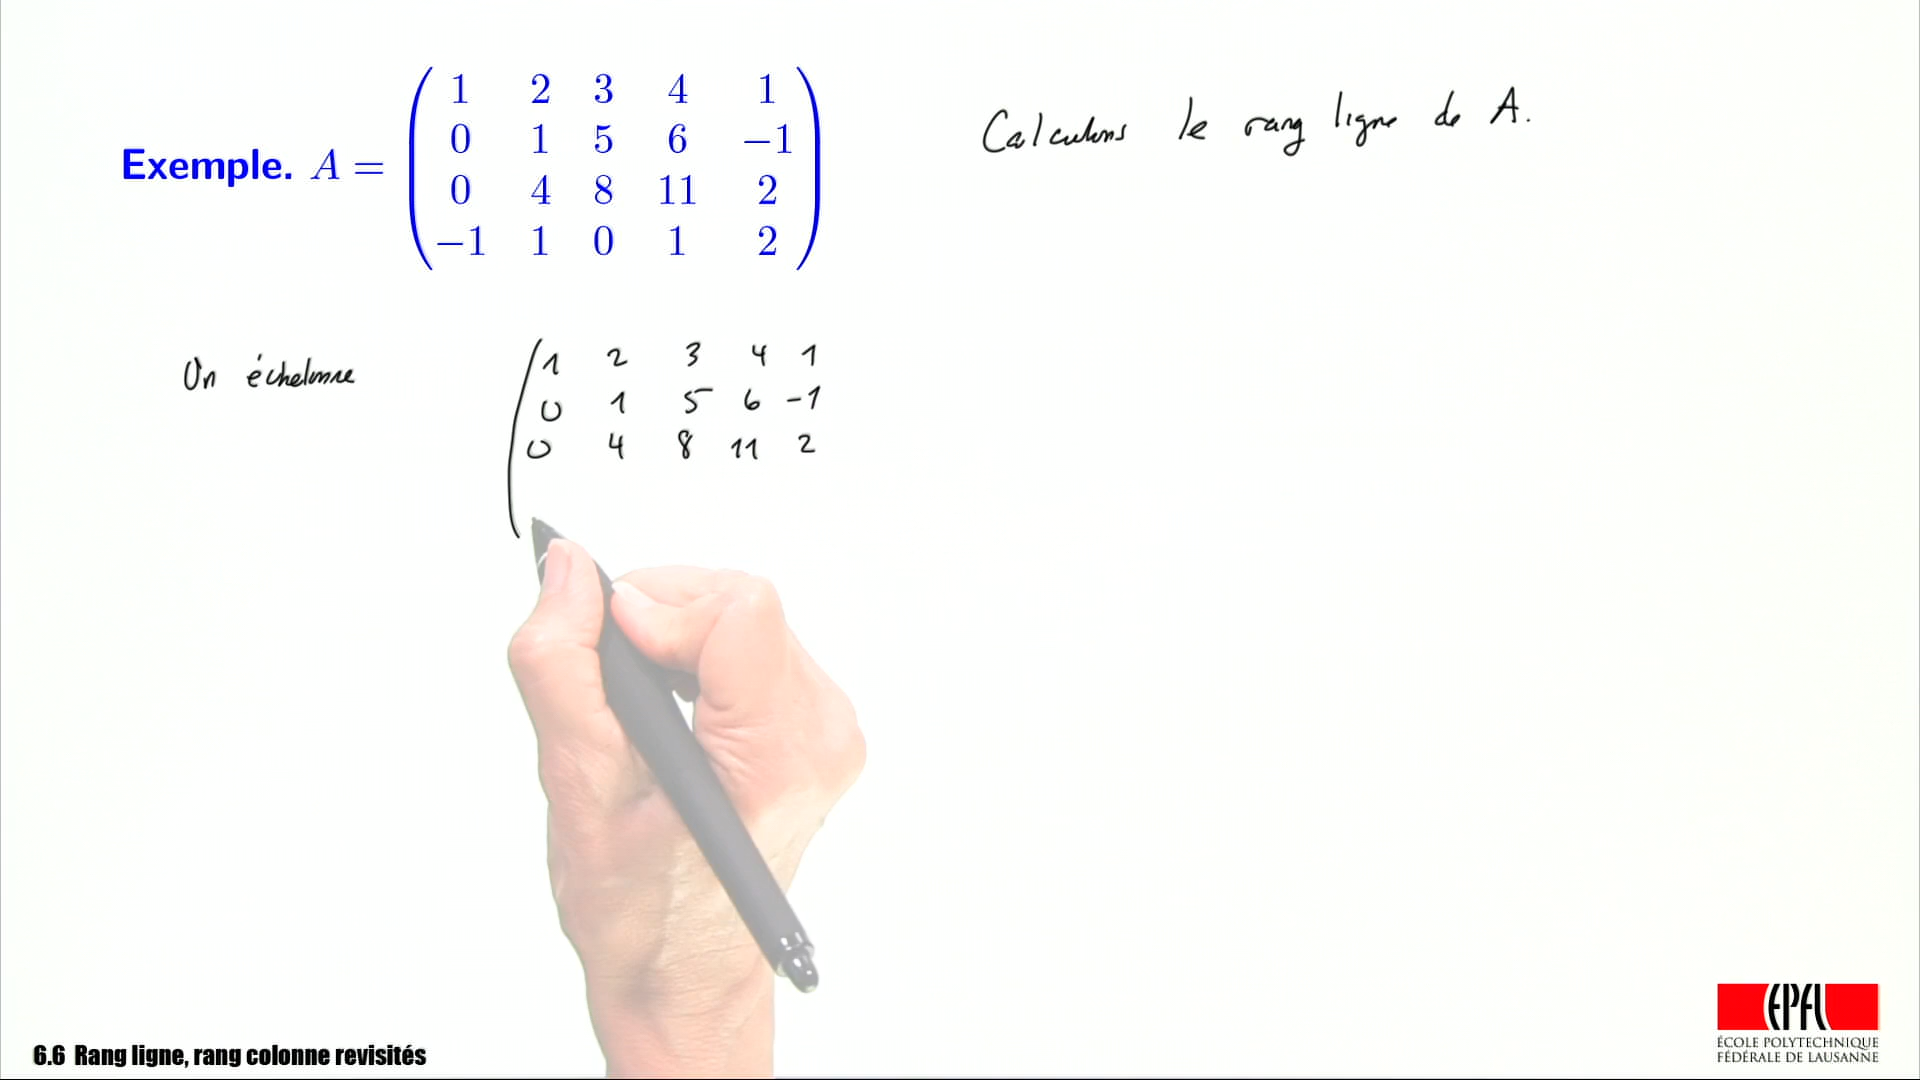 Exemple. A =
1 2 3 4 1
0 1 5 6 −1
0 4 8 11 2
−1 1 0 1 2
Calculons le rang ligne de A.
On échelonne
1 2 3 4 1
0 1 5 6 -1
0 4 8 11 2
6.6 Rang ligne, rang colonne revisités
EPFL
ÉCOLE POLYTECHNIQUE
FÉDÉRALE DE LAUSANNE